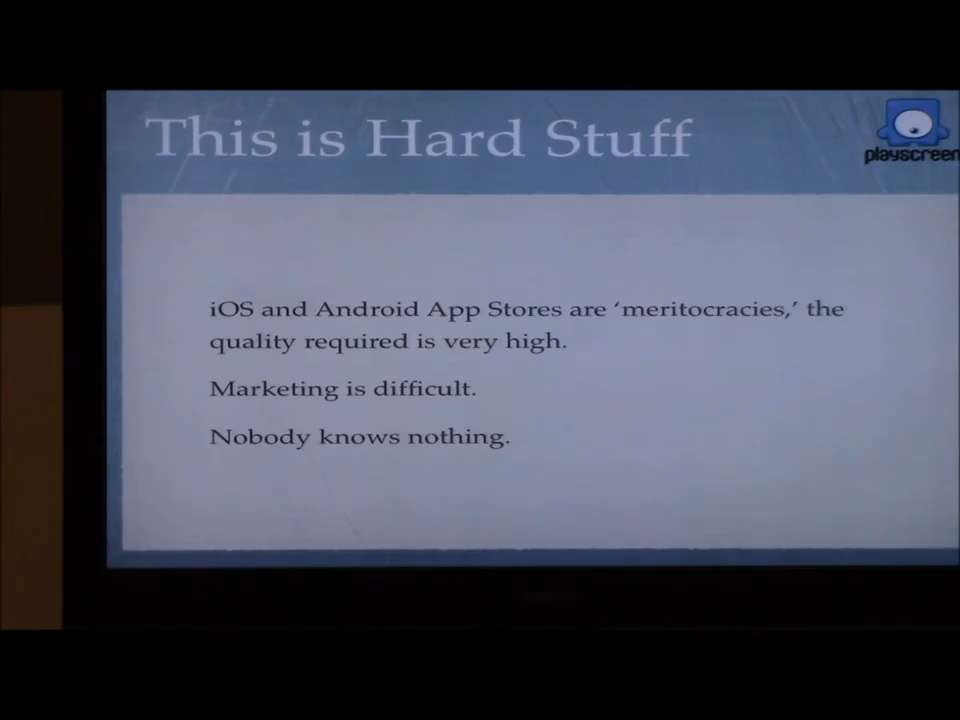 This is Hard Stuff
playscreen
iOS and Android App Stores are ‘meritocracies,’ the
quality required is very high.
Marketing is difficult.
Nobody knows nothing.